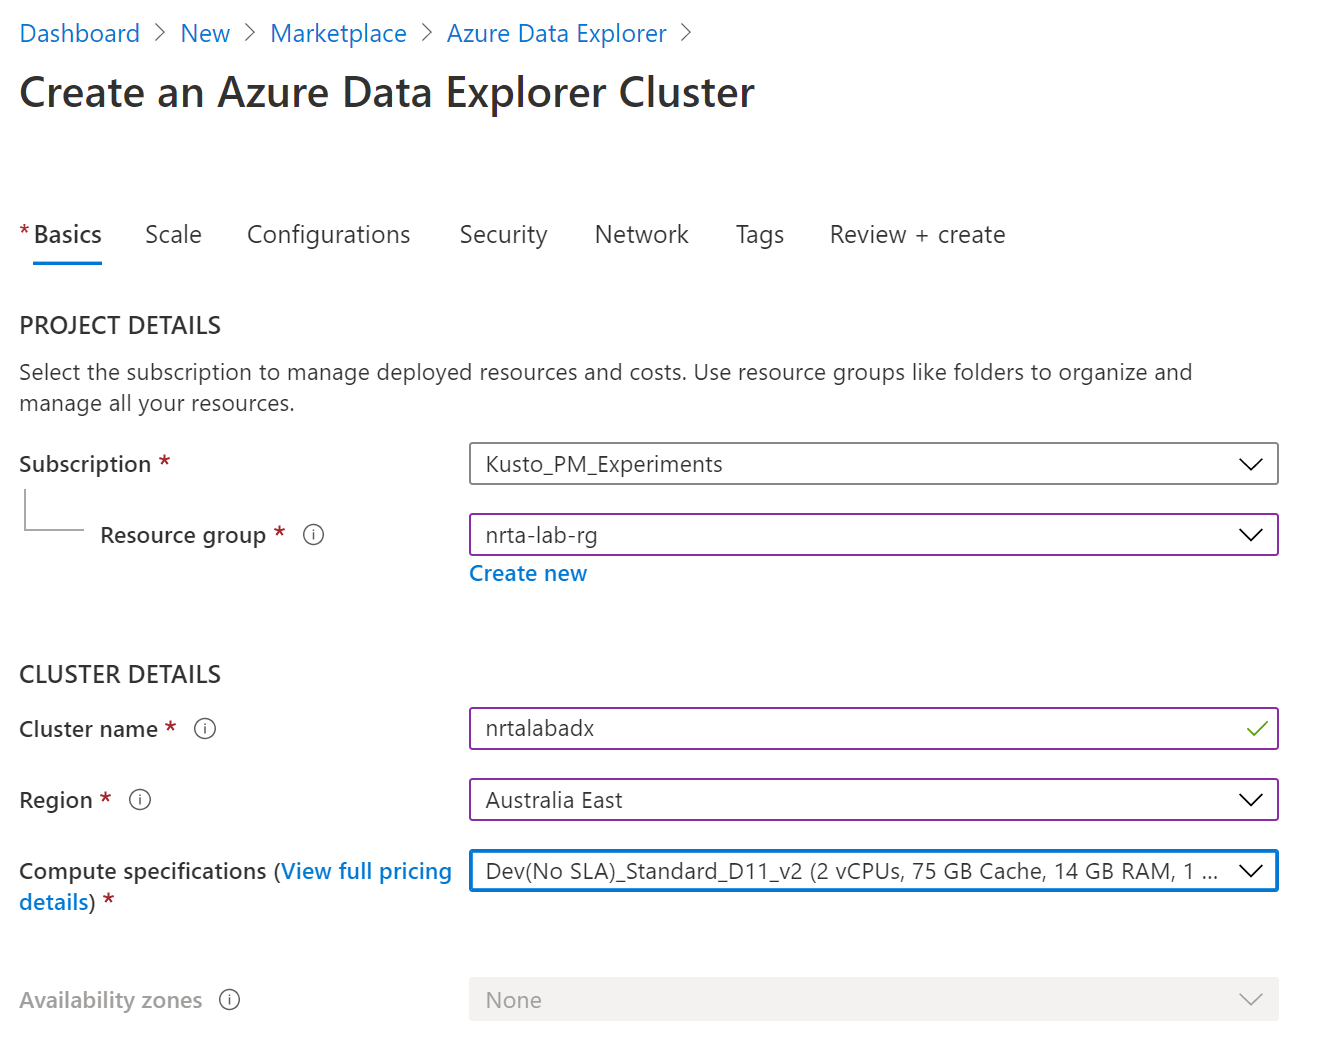 Dashboard > New > Marketplace > Azure Data Explorer >
Create an Azure Data Explorer Cluster
* Basics Scale Configurations Security Network Tags Review + create
PROJECT DETAILS
Select the subscription to manage deployed resources and costs. Use resource groups like folders to organize and
manage all your resources.
Subscription * Kusto_PM_Experiments
Resource group * nrta-lab-rg
Create new
CLUSTER DETAILS
Cluster name * nrtalabadx
Region * Australia East
Compute specifications (View full pricing
details) * Dev(No SLA)_Standard_D11_v2 (2 vCPUs, 75 GB Cache, 14 GB RAM, 1 ...
Availability zones None